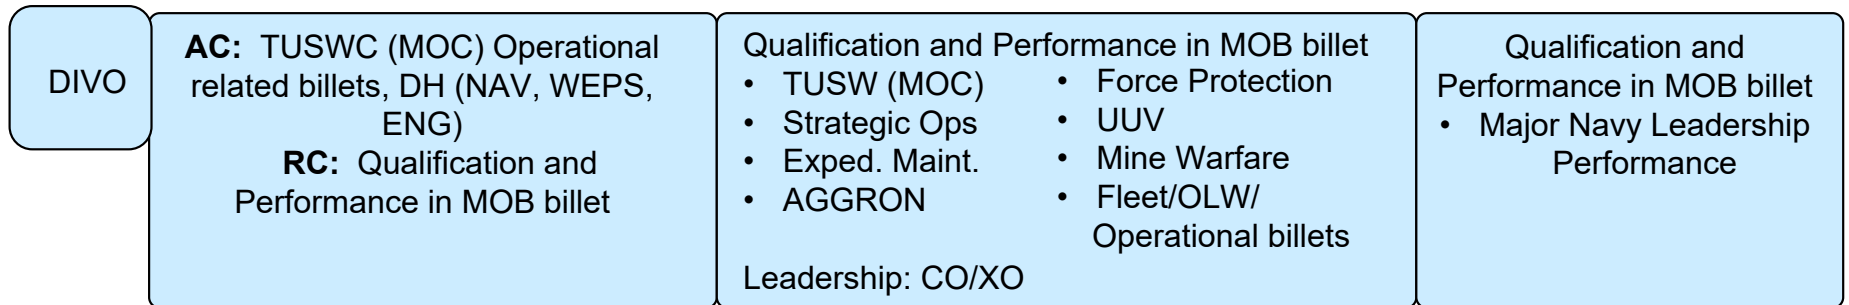 DIVO
AC: TUSWC (MOC) Operational
related billets, DH (NAV, WEPS,
ENG)
RC: Qualification and
Performance in MOB billet
Qualification and Performance in MOB billet
• TUSW (MOC)
• Strategic Ops
• Exped. Maint.
• AGGRON
• Force Protection
• UUV
• Mine Warfare
• Fleet/OLW/
Operational billets
Leadership: CO/XO
Qualification and
Performance in MOB billet
• Major Navy Leadership
Performance